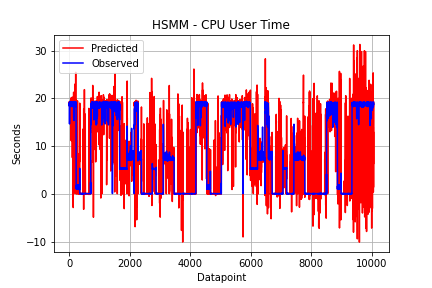 HSMM - CPU User Time
Predicted
Observed
30
20
10
0
−10
Seconds
0
2000
4000
6000
8000
10000
Datapoint